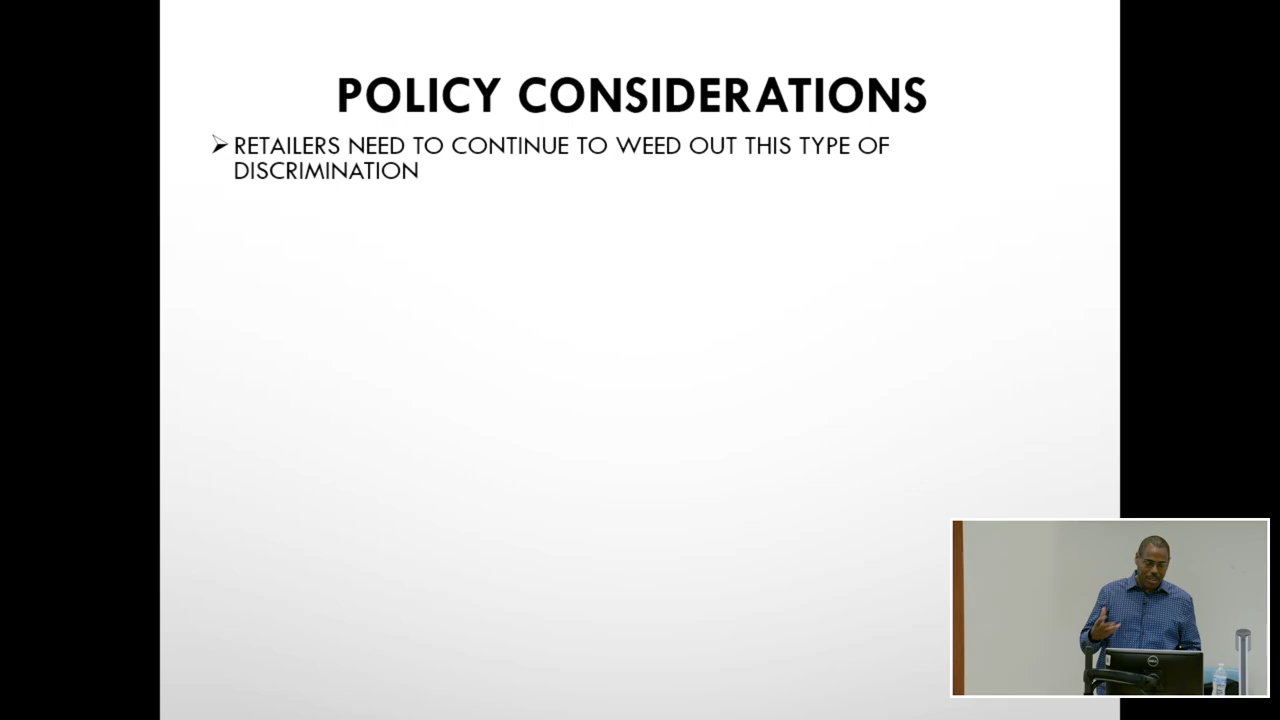 POLICY CONSIDERATIONS
➢RETAILERS NEED TO CONTINUE TO WEED OUT THIS TYPE OF
DISCRIMINATION